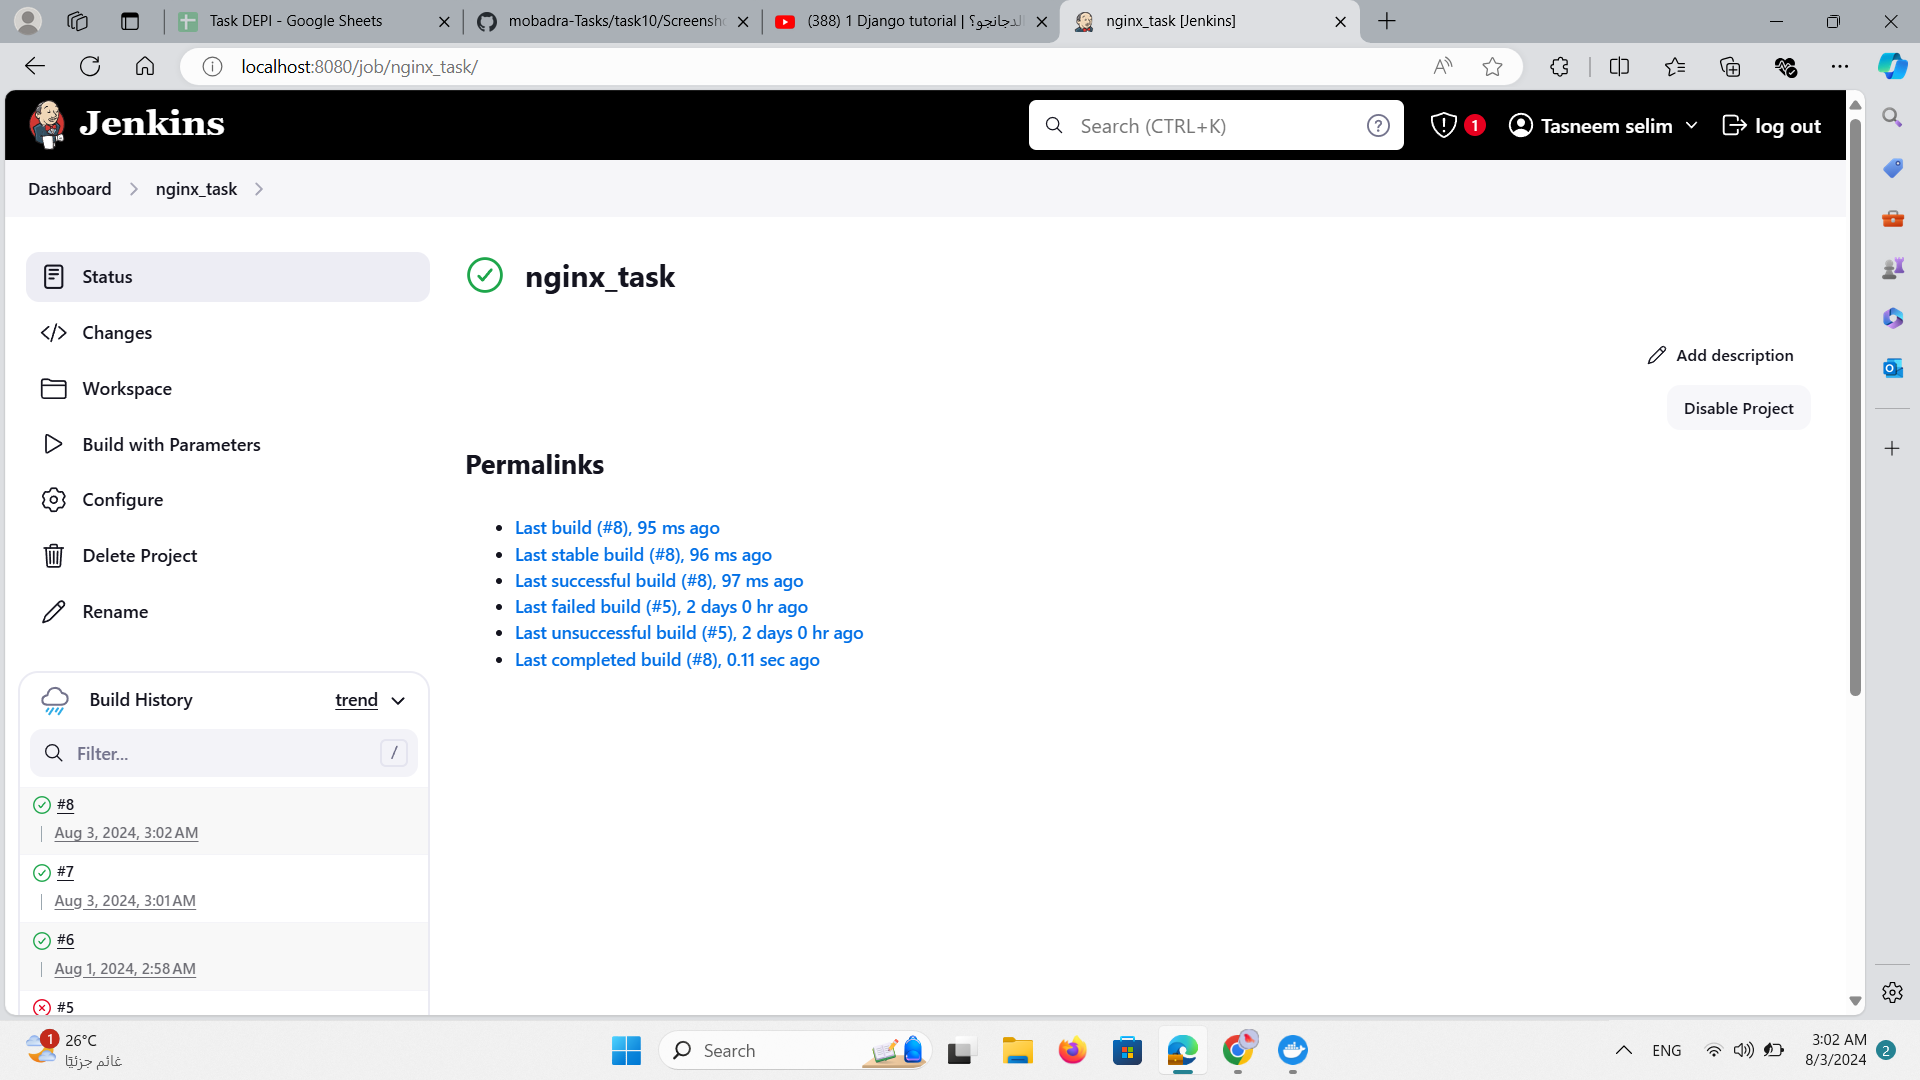 Task DEPI - Google Sheets
mobadra-Tasks/task10/Screensho
(388) 1 Django tutorial | الدجانجو؟
nginx_task [Jenkins]
localhost:8080/job/nginx_task/
Jenkins
Search (CTRL+K)
1
Tasneem selim
log out
Dashboard
nginx_task
Status
Changes
Workspace
Build with Parameters
Configure
Delete Project
Rename
nginx_task
Add description
Disable Project
Permalinks
Last build (#8), 95 ms ago
Last stable build (#8), 96 ms ago
Last successful build (#8), 97 ms ago
Last failed build (#5), 2 days 0 hr ago
Last unsuccessful build (#5), 2 days 0 hr ago
Last completed build (#8), 0.11 sec ago
Build History
trend
Filter...
/
#8
Aug 3, 2024, 3:02 AM
#7
Aug 3, 2024, 3:01 AM
#6
Aug 1, 2024, 2:58 AM
#5
1
26°C
غائم جزئيًا
Search
ENG
3:02 AM
8/3/2024
2